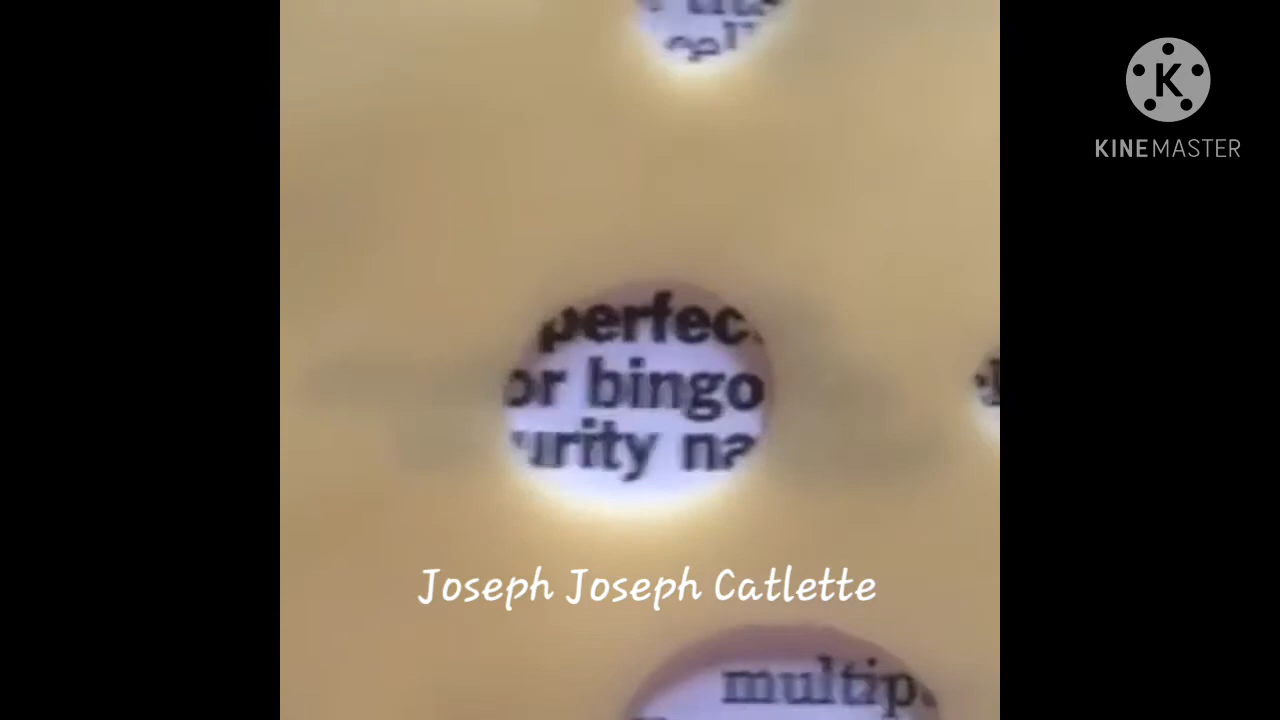 K
KINEMASTER
perfec
or bingo
urity na
Joseph Joseph Catlette
multip